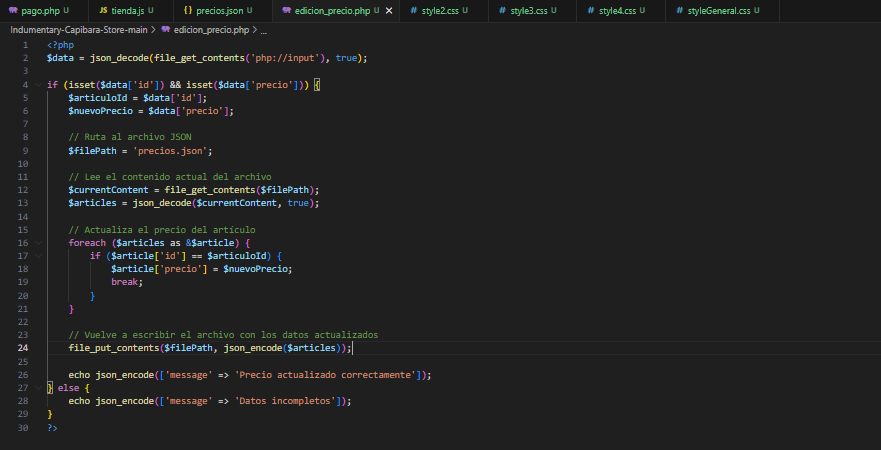 pago.php U JS tienda.js U {} precios.json U edicion_precio.php U × # style2.css U # style3.css U # style4.css U # styleGeneral.css U
Indumentary-Capibara-Store-main > edicion_precio.php > ...
1 <?php
2 $data = json_decode(file_get_contents('php://input'), true);
3
4 if (isset($data['id']) && isset($data['precio'])) {
5 $articuloId = $data['id'];
6 $nuevoPrecio = $data['precio'];
7
8 // Ruta al archivo JSON
9 $filePath = 'precios.json';
10
11 // Lee el contenido actual del archivo
12 $currentContent = file_get_contents($filePath);
13 $articles = json_decode($currentContent, true);
14
15 // Actualiza el precio del artículo
16 foreach ($articles as &$article) {
17 if ($article['id'] == $articuloId) {
18 $article['precio'] = $nuevoPrecio;
19 break;
20 }
21 }
22
23 // Vuelve a escribir el archivo con los datos actualizados
24 file_put_contents($filePath, json_encode($articles));
25
26 echo json_encode(['message' => 'Precio actualizado correctamente']);
27 } else {
28 echo json_encode(['message' => 'Datos incompletos']);
29 }
30 ?>